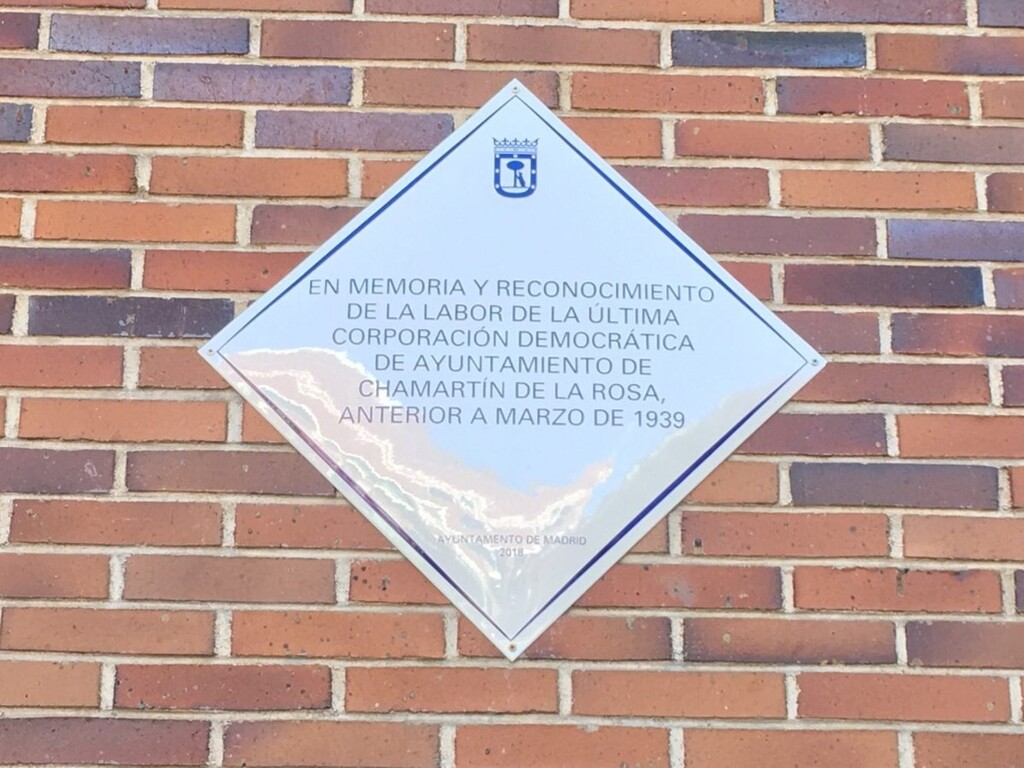 EN MEMORIA Y RECONOCIMIENTO
DE LA LABOR DE LA ÚLTIMA
CORPORACIÓN DEMOCRÁTICA
DE AYUNTAMIENTO DE
CHAMARTÍN DE LA ROSA,
ANTERIOR A MARZO DE 1939
AYUNTAMENTO DE MADRID
2018